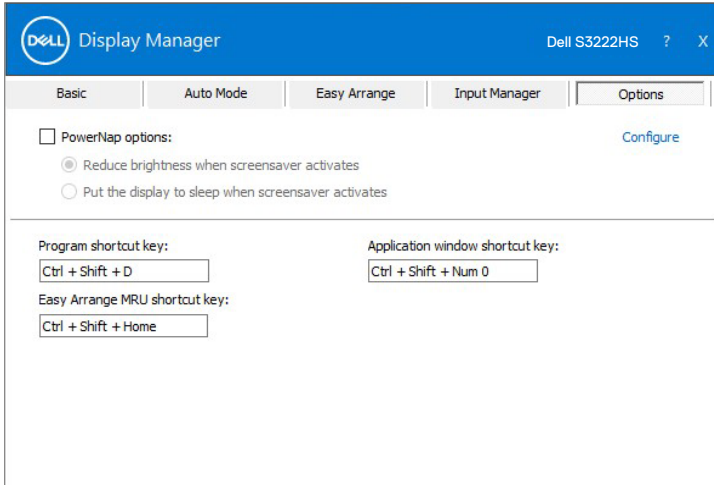 DELL Display Manager Dell S3222HS ? X
Basic Auto Mode Easy Arrange Input Manager Options
PowerNap options: Configure
Reduce brightness when screensaver activates
Put the display to sleep when screensaver activates
Program shortcut key: Application window shortcut key:
Ctrl + Shift + D Ctrl + Shift + Num 0
Easy Arrange MRU shortcut key:
Ctrl + Shift + Home